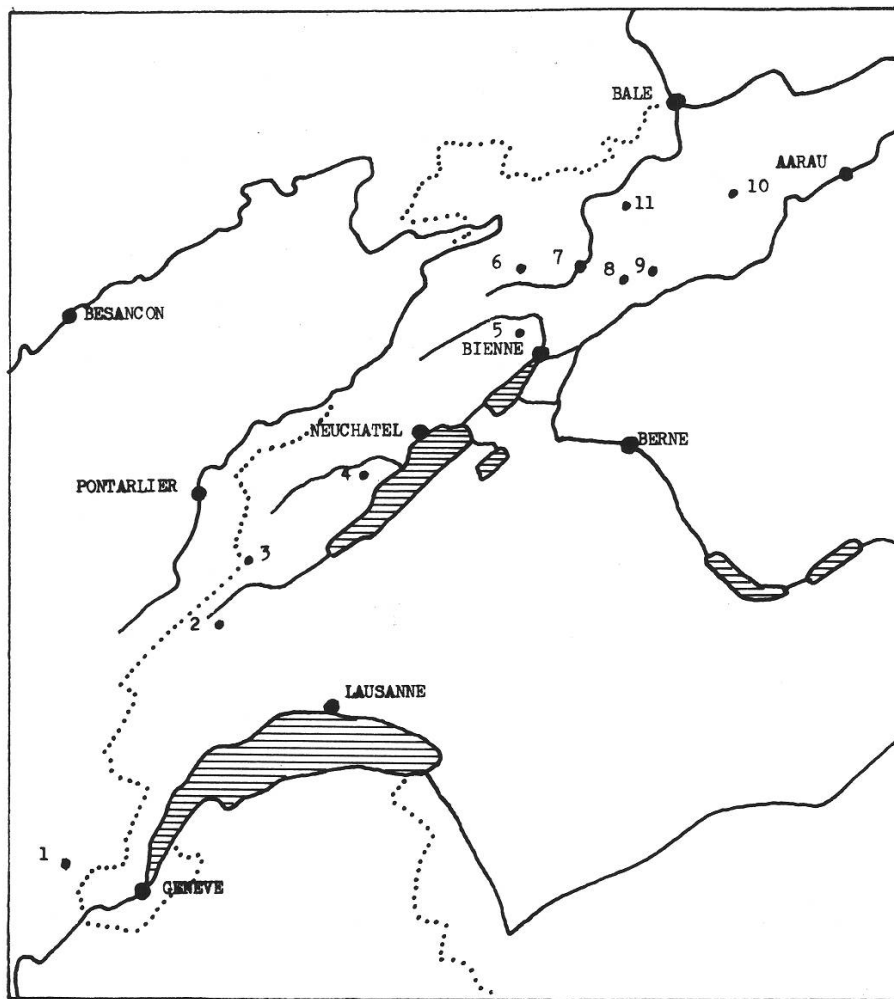 BALE
AARAU
10
11
6
7
8
9
BESANCON
5
BIENNE
NEUCHATEL
BERNE
4
PONTARLIER
3
2
LAUSANNE
1
GENEVE